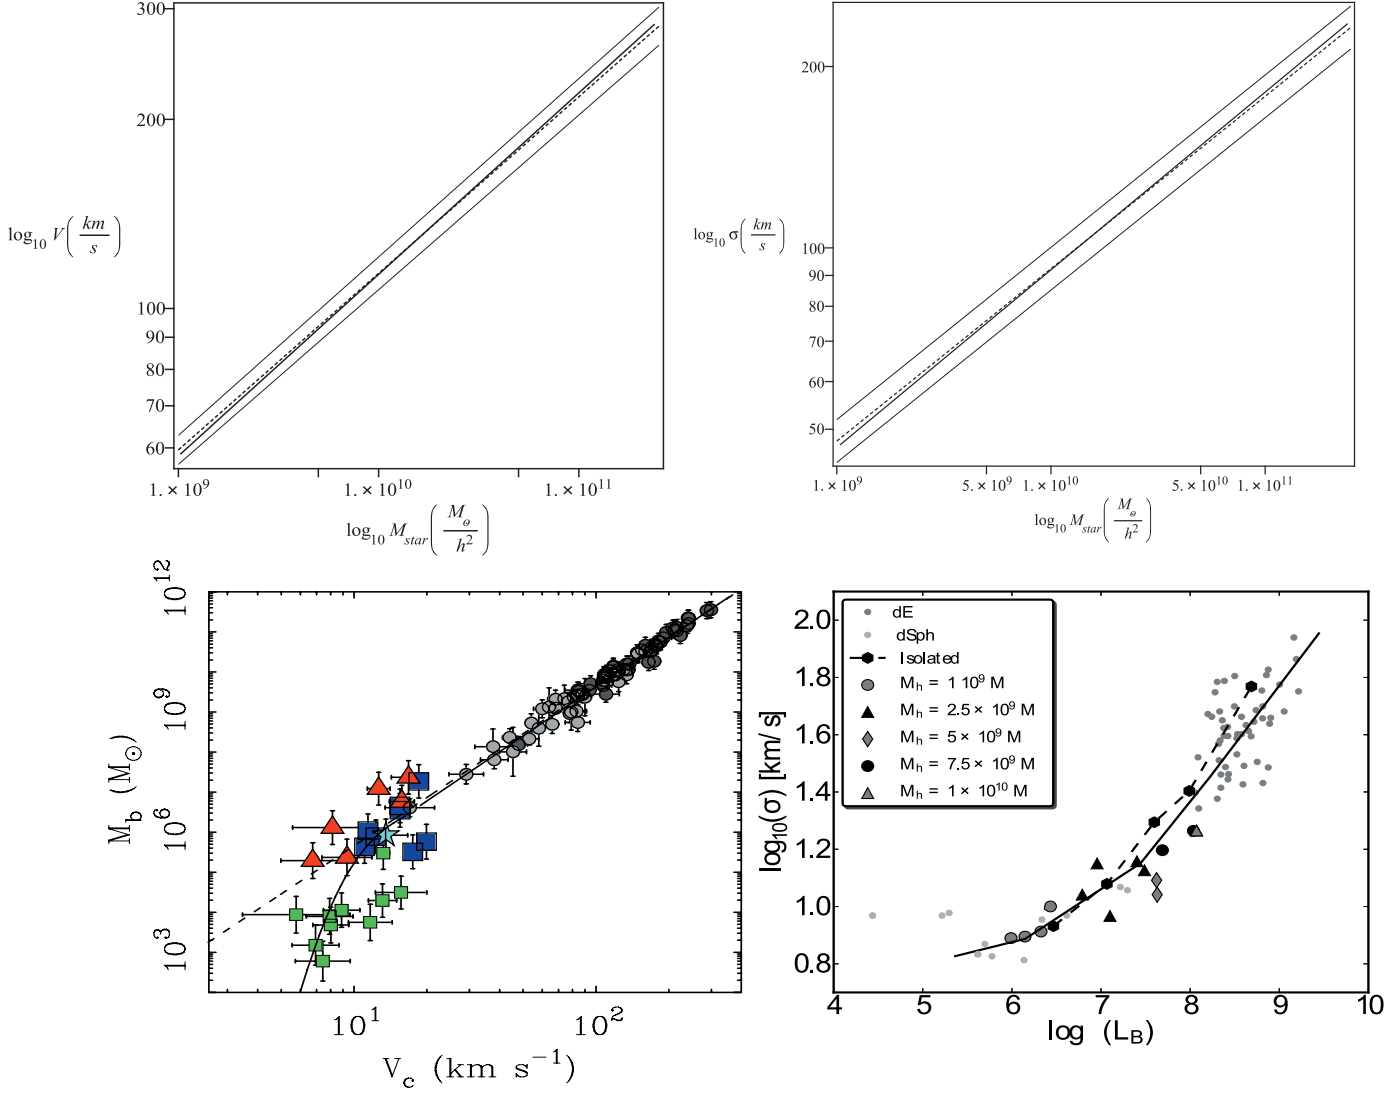 300
200
100
90
80
70
60
log10 V(km/s)
1. × 10^9
1. × 10^10
1. × 10^11
log10 Mstar(M⊙/h^2)
200
100
90
80
70
60
50
log10 σ(km/s)
1. × 10^9
5. × 10^9
1. × 10^10
5. × 10^10
1. × 10^11
log10 Mstar(M⊙/h^2)
10^12
10^9
10^6
10^3
Mb (M⊙)
10^1
10^2
Vc (km s^-1)
2.0
1.8
1.6
1.4
1.2
1.0
0.8
log10(σ) [km/s]
dE
dSph
Isolated
Mh = 1 10^9 M
Mh = 2.5 × 10^9 M
Mh = 5 × 10^9 M
Mh = 7.5 × 10^9 M
Mh = 1 × 10^10 M
4 5 6 7 8 9 10
log (LB)